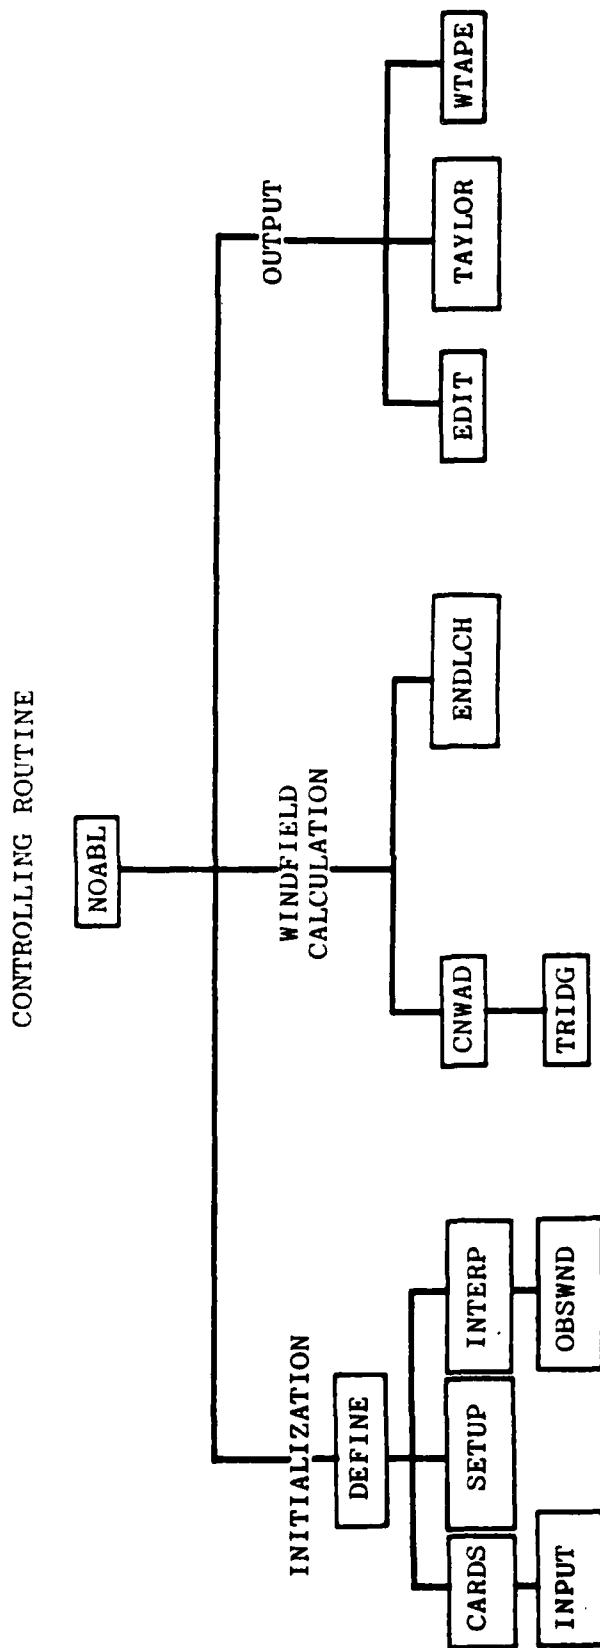 CONTROLLING ROUTINE
NOABL
INITIALIZATION
DEFINE
CARDS
SETUP
INTERP
INPUT
OBSWND
WINDFIELD
CALCULATION
CNWAD
ENDLCH
TRIDG
OUTPUT
EDIT
TAYLOR
WTAPE